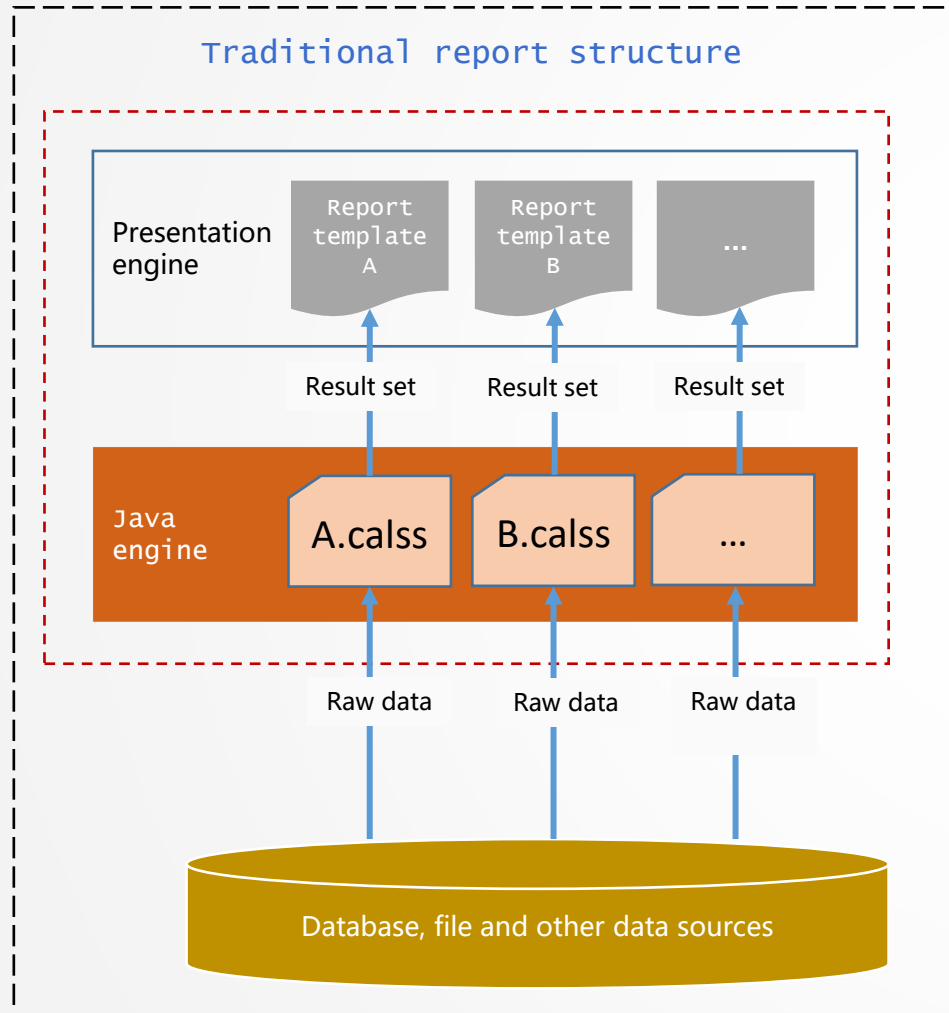 Traditional report structure
Presentation
engine
Report
template
A
Report
template
B
...
Result set
Result set
Result set
Java
engine
A.calss
B.calss
...
Raw data
Raw data
Raw data
Database, file and other data sources